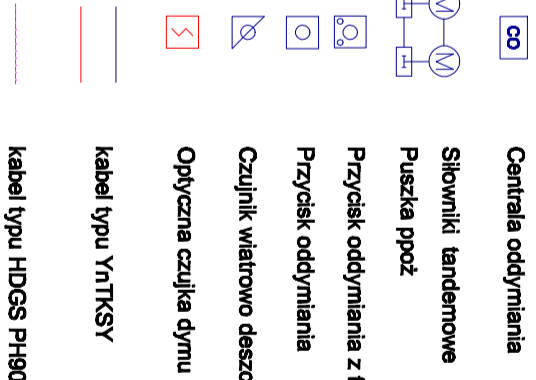 co Centrala oddymiania
M M Siłowniki tandemowe
Puszka ppoż
Przycisk oddymiania z
Przycisk oddymiania
Czujnik wiatrowo deszc
Optyczna czujka dymu
kabel typu YnTKSY
kabel typu HDGS PH90